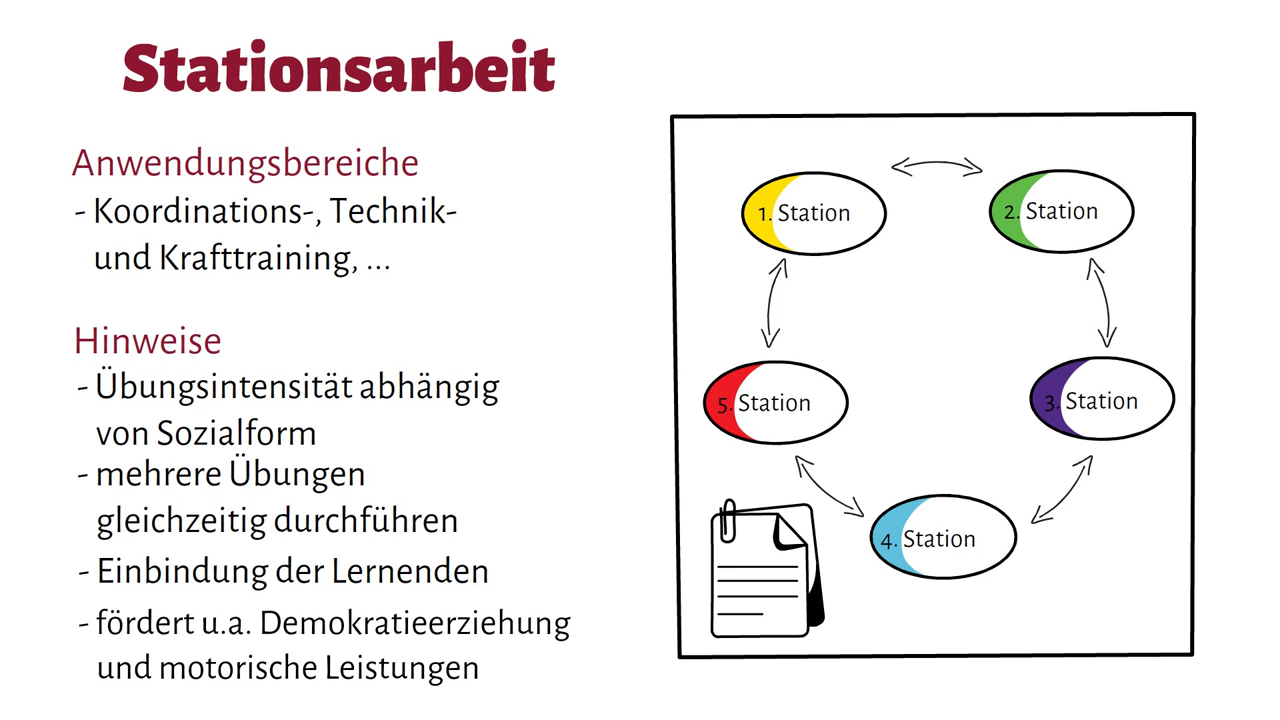 Stationsarbeit
Anwendungsbereiche
- Koordinations-, Technik-
und Krafttraining, ...
Hinweise
- Übungsintensität abhängig
von Sozialform
- mehrere Übungen
gleichzeitig durchführen
- Einbindung der Lernenden
- fördert u.a. Demokratieerziehung
und motorische Leistungen
1. Station
2. Station
3. Station
4. Station
5. Station